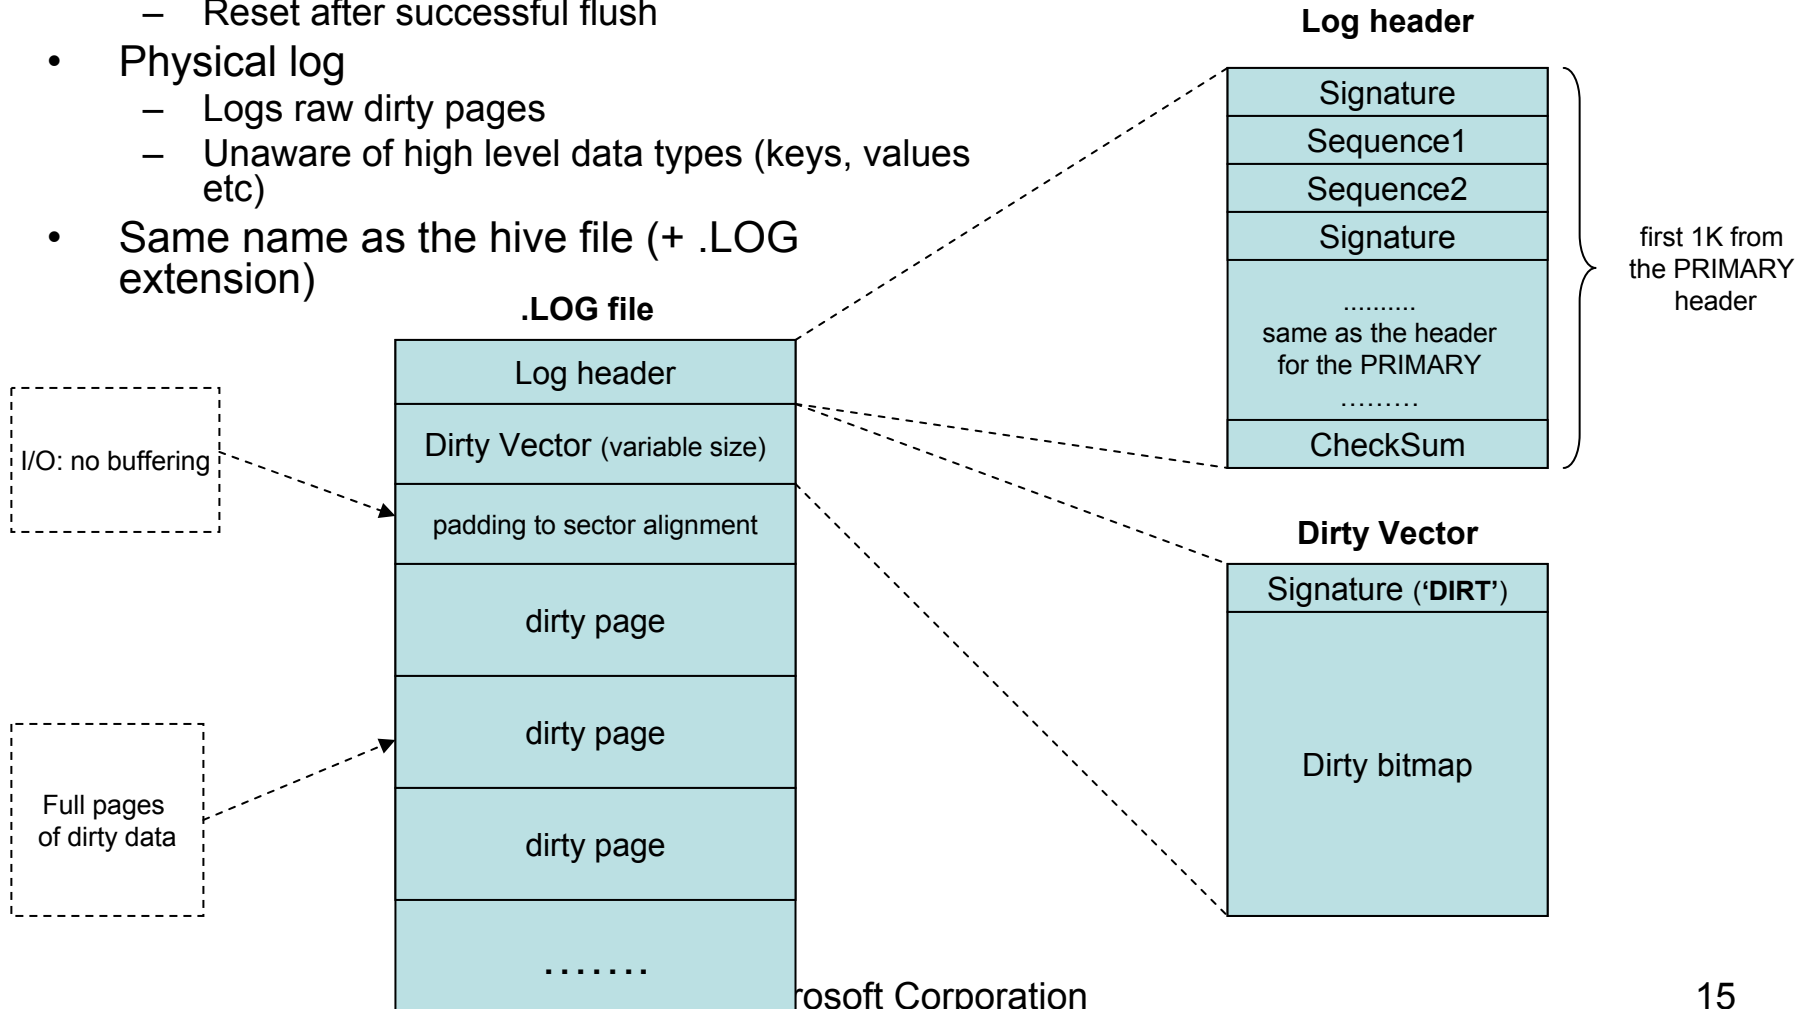 – Reset after successful flush
• Physical log
– Logs raw dirty pages
– Unaware of high level data types (keys, values
etc)
• Same name as the hive file (+ .LOG
extension)
.LOG file
Log header
Dirty Vector (variable size)
padding to sector alignment
dirty page
dirty page
dirty page
.......
I/O: no buffering
Full pages
of dirty data
Log header
Signature
Sequence1
Sequence2
Signature
..........
same as the header
for the PRIMARY
.........
CheckSum
first 1K from
the PRIMARY
header
Dirty Vector
Signature (‘DIRT’)
Dirty bitmap
rosoft Corporation
15